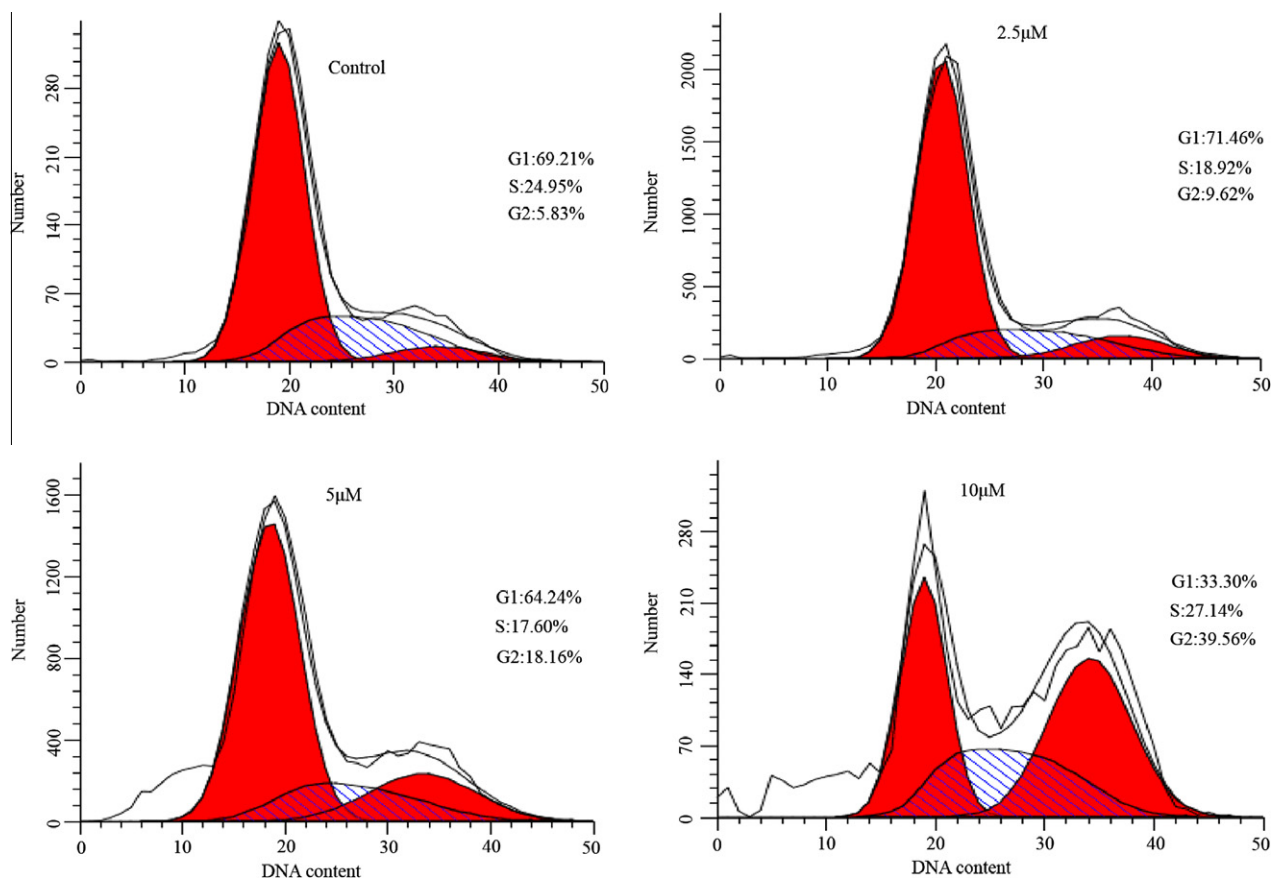 Control
G1:69.21%
S:24.95%
G2:5.83%
Number
0
70
140
210
280
0 10 20 30 40 50
DNA content
2.5μM
G1:71.46%
S:18.92%
G2:9.62%
Number
0
500
1000
1500
2000
0 10 20 30 40 50
DNA content
5μM
G1:64.24%
S:17.60%
G2:18.16%
Number
0
400
800
1200
1600
0 10 20 30 40 50
DNA content
10μM
G1:33.30%
S:27.14%
G2:39.56%
Number
0
70
140
210
280
0 10 20 30 40 50
DNA content